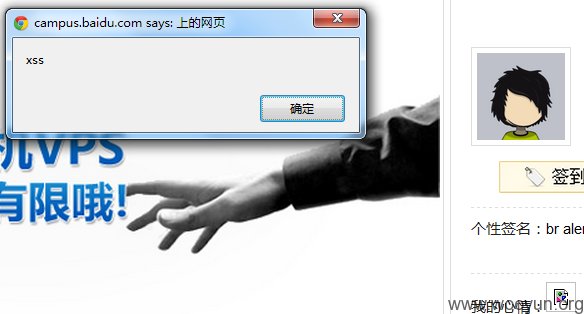 campus.baidu.com says: 上的网页
xss
确定
机VPS
有限哦!
签到
个性签名：br aler
我的心情：
www.wooyun.org